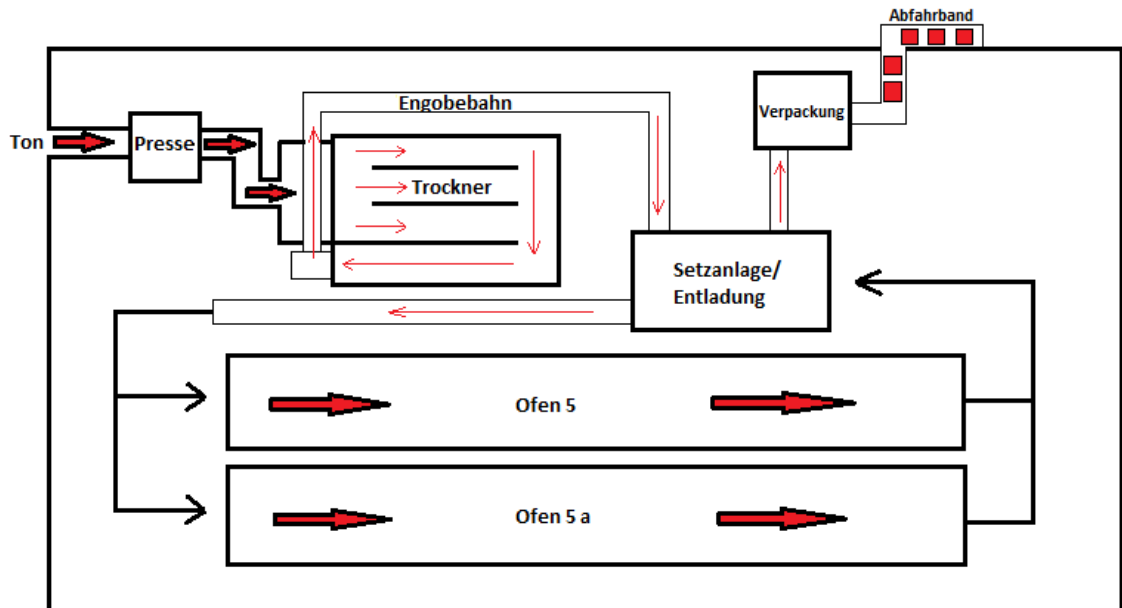 Abfahrband
Engobebahn
Verpackung
Ton
Presse
Trockner
Setzanlage/
Entladung
Ofen 5
Ofen 5 a